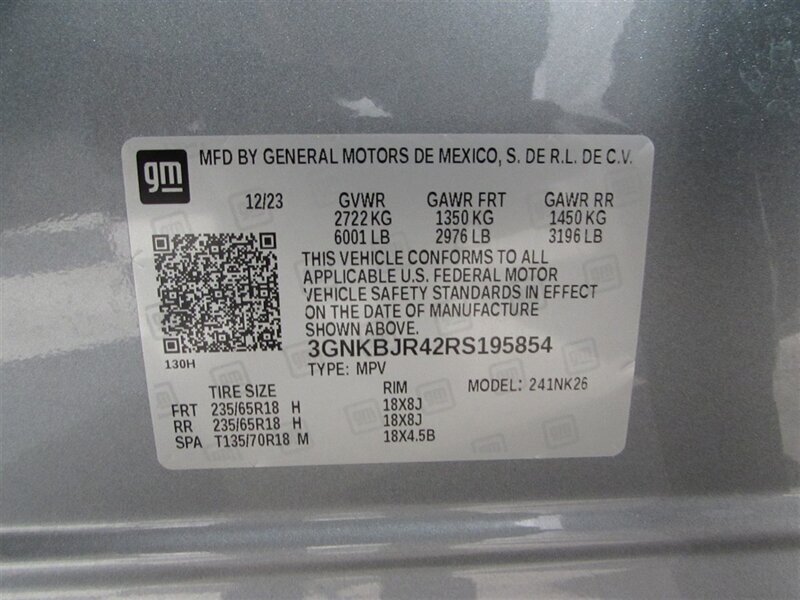 gm MFD BY GENERAL MOTORS DE MEXICO, S. DE R.L. DE C.V.
12/23 GVWR GAWR FRT GAWR RR
2722 KG 1350 KG 1450 KG
6001 LB 2976 LB 3196 LB
THIS VEHICLE CONFORMS TO ALL
APPLICABLE U.S. FEDERAL MOTOR
VEHICLE SAFETY STANDARDS IN EFFECT
ON THE DATE OF MANUFACTURE
SHOWN ABOVE.
3GNKBJR42RS195854
130H
TYPE: MPV
TIRE SIZE RIM MODEL: 241NK26
FRT 235/65R18 H 18X8J
RR 235/65R18 H 18X8J
SPA T135/70R18 M 18X4.5B